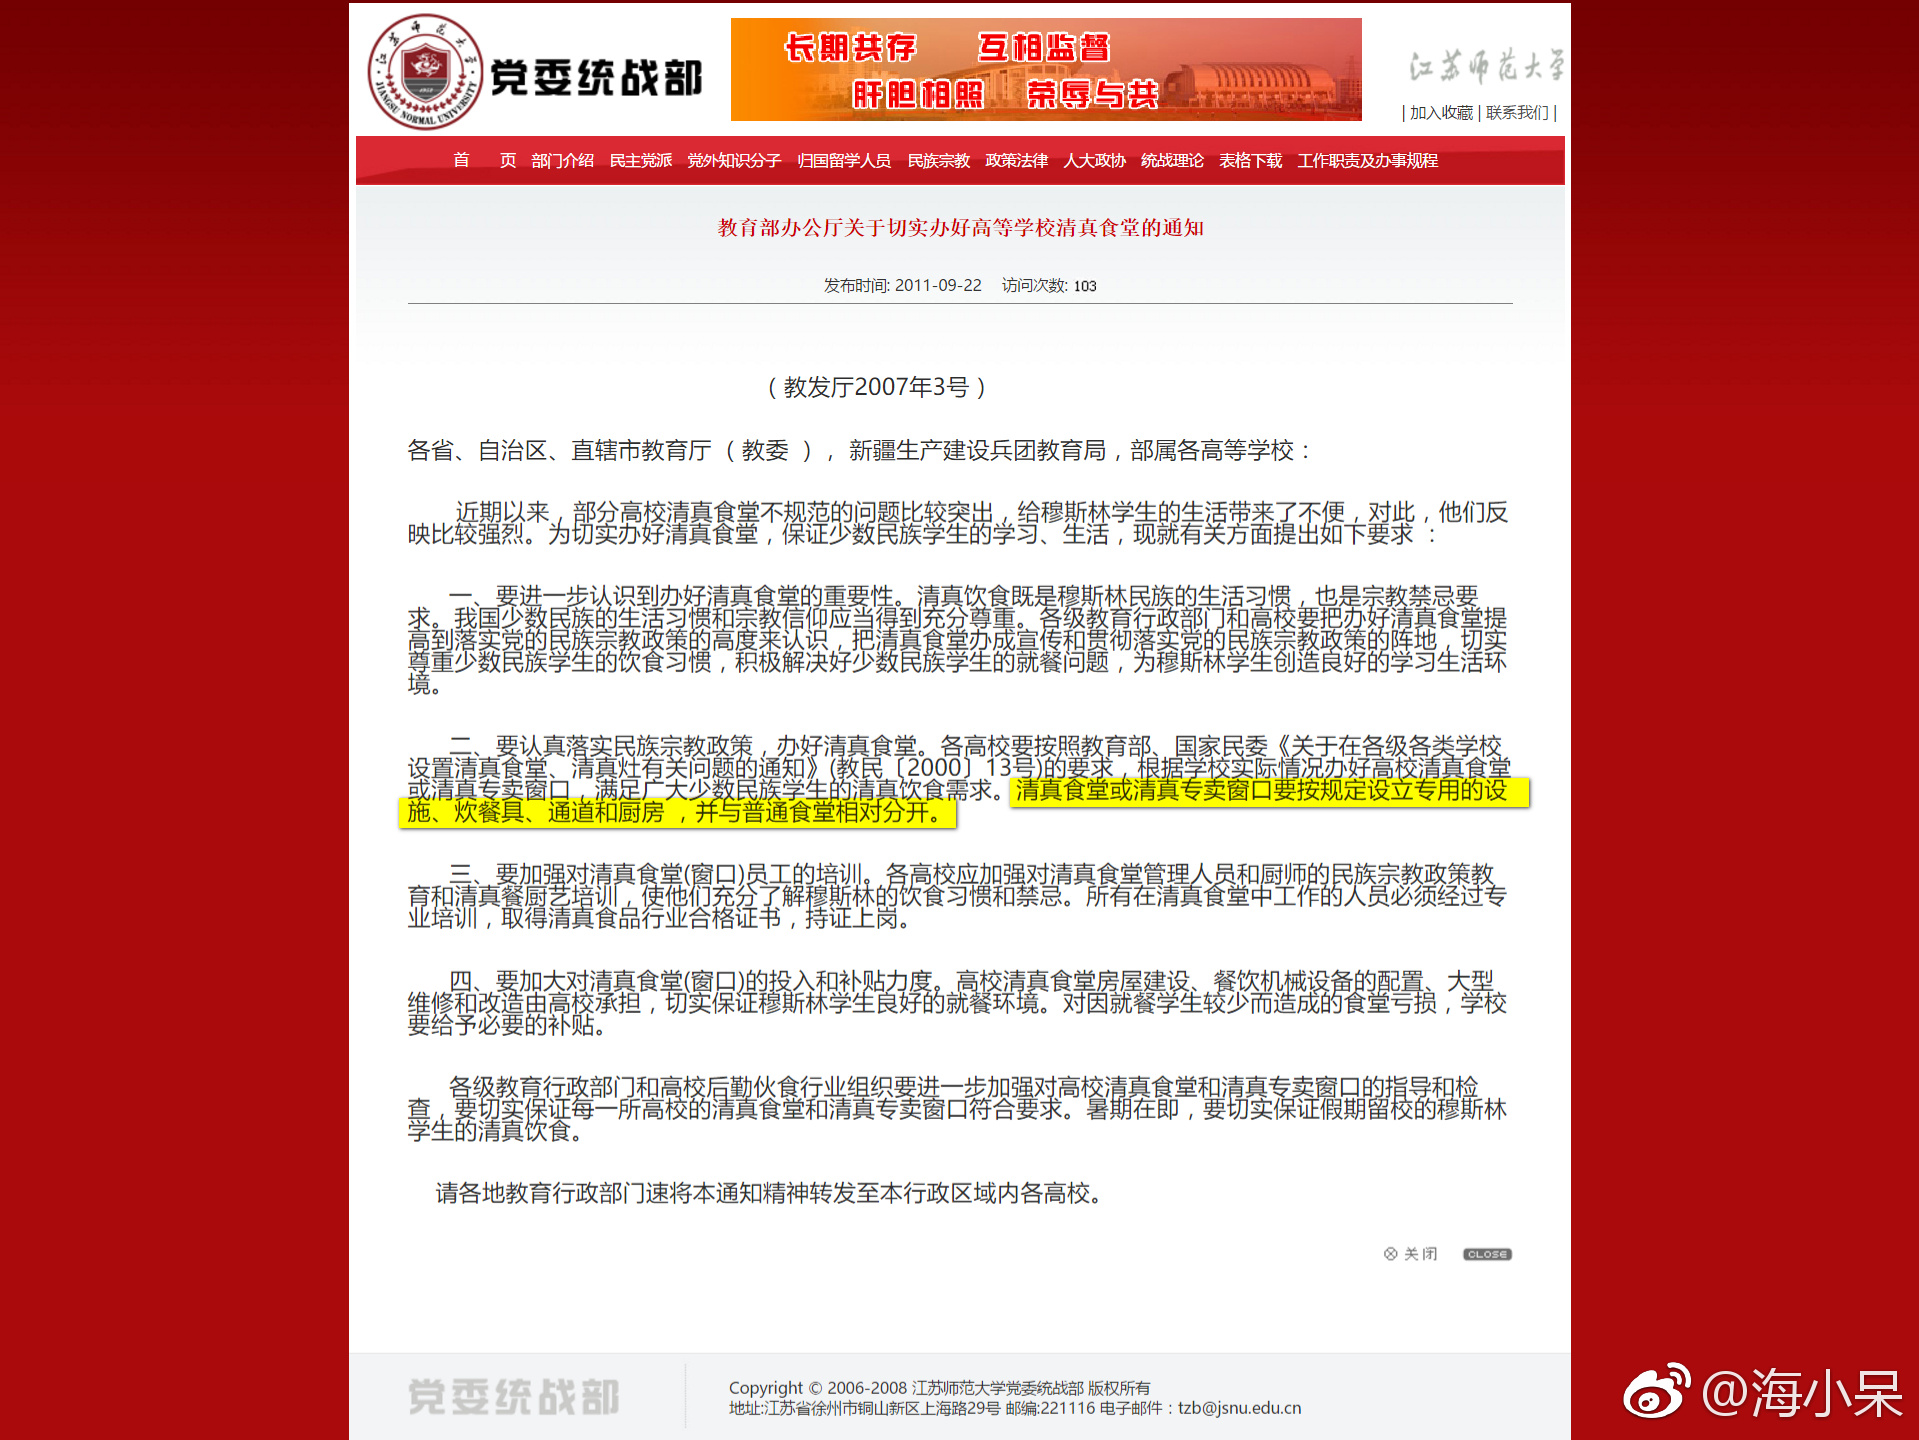 江苏师范大学
JIANGSU NORMAL UNIVERSITY
党委统战部
长期共存 互相监督
肝胆相照 荣辱与共
江苏师范大学
| 加入收藏 | 联系我们 |
首 页 部门介绍 民主党派 党外知识分子 归国留学人员 民族宗教 政策法律 人大政协 统战理论 表格下载 工作职责及办事规程
教育部办公厅关于切实办好高等学校清真食堂的通知
发布时间: 2011-09-22 访问次数: 103
（教发厅2007年3号）
各省、自治区、直辖市教育厅（教委 ），新疆生产建设兵团教育局，部属各高等学校：
近期以来，部分高校清真食堂不规范的问题比较突出，给穆斯林学生的生活带来了不便，对此，他们反
映比较强烈。为切实办好清真食堂，保证少数民族学生的学习、生活，现就有关方面提出如下要求 ：
一、要进一步认识到办好清真食堂的重要性。清真饮食既是穆斯林民族的生活习惯，也是宗教禁忌要
求。我国少数民族的生活习惯和宗教信仰应当得到充分尊重。各级教育行政部门和高校要把办好清真食堂提
高到落实党的民族宗教政策的高度来认识，把清真食堂办成宣传和贯彻落实党的民族宗教政策的阵地，切实
尊重少数民族学生的饮食习惯，积极解决好少数民族学生的就餐问题，为穆斯林学生创造良好的学习生活环
境。
二、要认真落实民族宗教政策，办好清真食堂。各高校要按照教育部、国家民委《关于在各级各类学校
设置清真食堂、清真灶有关问题的通知》(教民〔2000〕13号)的要求，根据学校实际情况办好高校清真食堂
或清真专卖窗口，满足广大少数民族学生的清真饮食需求。清真食堂或清真专卖窗口要按规定设立专用的设
施、炊餐具、通道和厨房 ，并与普通食堂相对分开。
三、要加强对清真食堂(窗口)员工的培训。各高校应加强对清真食堂管理人员和厨师的民族宗教政策教
育和清真餐厨艺培训，使他们充分了解穆斯林的饮食习惯和禁忌。所有在清真食堂中工作的人员必须经过专
业培训，取得清真食品行业合格证书，持证上岗。
四、要加大对清真食堂(窗口)的投入和补贴力度。高校清真食堂房屋建设、餐饮机械设备的配置、大型
维修和改造由高校承担，切实保证穆斯林学生良好的就餐环境。对因就餐学生较少而造成的食堂亏损，学校
要给予必要的补贴。
各级教育行政部门和高校后勤伙食行业组织要进一步加强对高校清真食堂和清真专卖窗口的指导和检
查，要切实保证每一所高校的清真食堂和清真专卖窗口符合要求。暑期在即，要切实保证假期留校的穆斯林
学生的清真饮食。
请各地教育行政部门速将本通知精神转发至本行政区域内各高校。
关闭 CLOSE
党委统战部
Copyright © 2006-2008 江苏师范大学党委统战部 版权所有
地址:江苏省徐州市铜山新区上海路29号 邮编:221116 电子邮件：tzb@jsnu.edu.cn
@海小呆